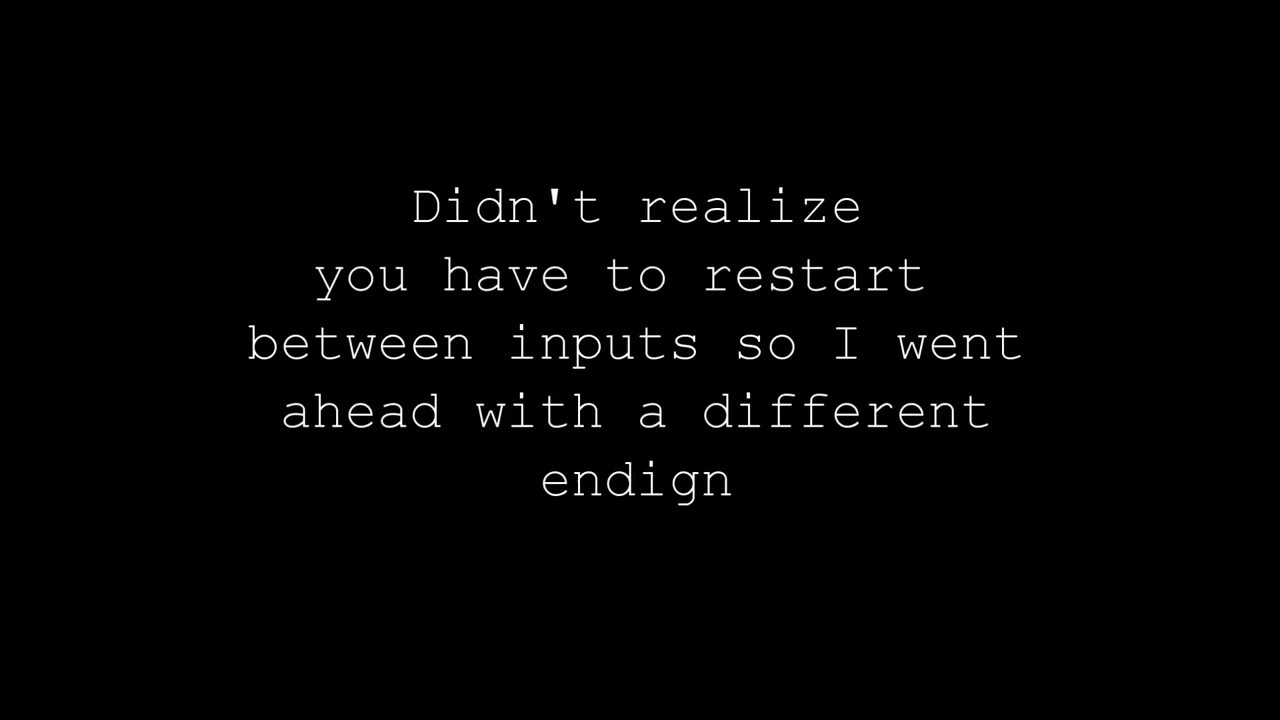 Didn't realize
you have to restart
between inputs so I went
ahead with a different
endign